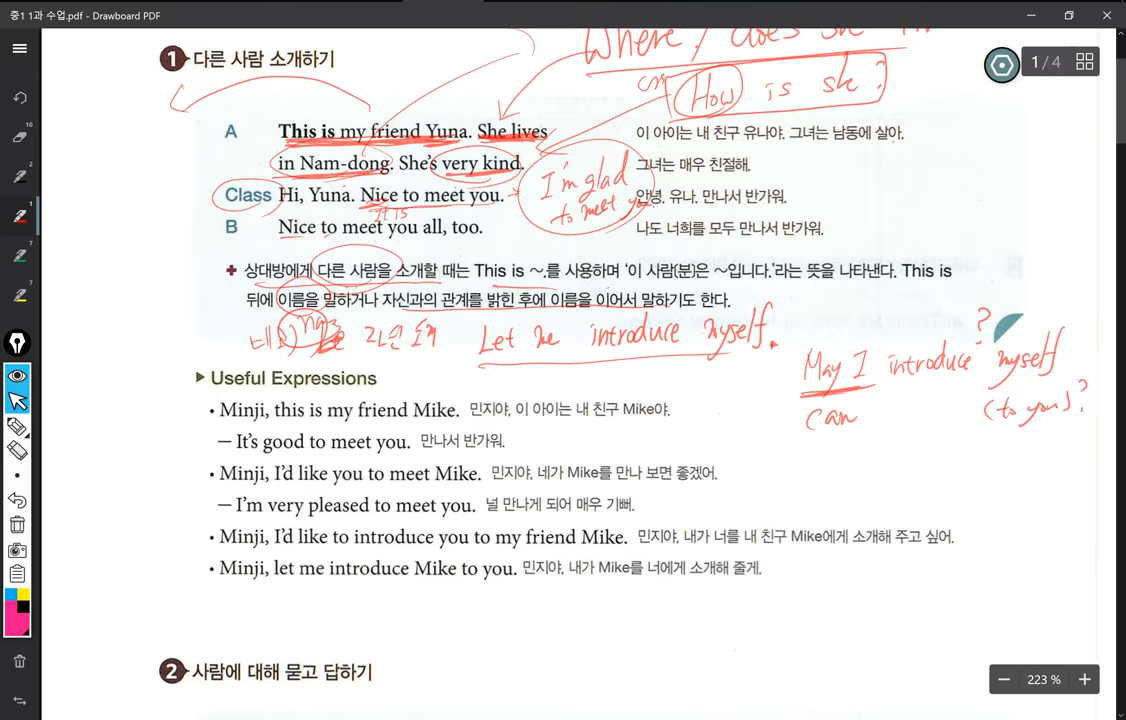 중1 1과 수업.pdf - Drawboard PDF
1 / 4
Where / does she
How is she?
1 다른 사람 소개하기
A This is my friend Yuna. She lives 이 아이는 내 친구 유나야. 그녀는 남동에 살아.
in Nam-dong. She's very kind. 그녀는 매우 친절해.
Class Hi, Yuna. Nice to meet you. 안녕, 유나. 만나서 반가워.
It is
I'm glad
to meet you.
B Nice to meet you all, too. 나도 너희를 모두 만나서 반가워.
+ 상대방에게 다른 사람을 소개할 때는 This is ~.를 사용하며 '이 사람(분)은 ~입니다.'라는 뜻을 나타낸다. This is
뒤에 이름을 말하거나 자신과의 관계를 밝힌 후에 이름을 이어서 말하기도 한다.
Let me introduce myself.
May I introduce myself
can (to you)?
▶ Useful Expressions
• Minji, this is my friend Mike. 민지야, 이 아이는 내 친구 Mike야.
– It's good to meet you. 만나서 반가워.
• Minji, I'd like you to meet Mike. 민지야, 네가 Mike를 만나 보면 좋겠어.
– I'm very pleased to meet you. 널 만나게 되어 매우 기뻐.
• Minji, I'd like to introduce you to my friend Mike. 민지야, 내가 너를 내 친구 Mike에게 소개해 주고 싶어.
• Minji, let me introduce Mike to you. 민지야, 내가 Mike를 너에게 소개해 줄게.
2 사람에 대해 묻고 답하기
223 %